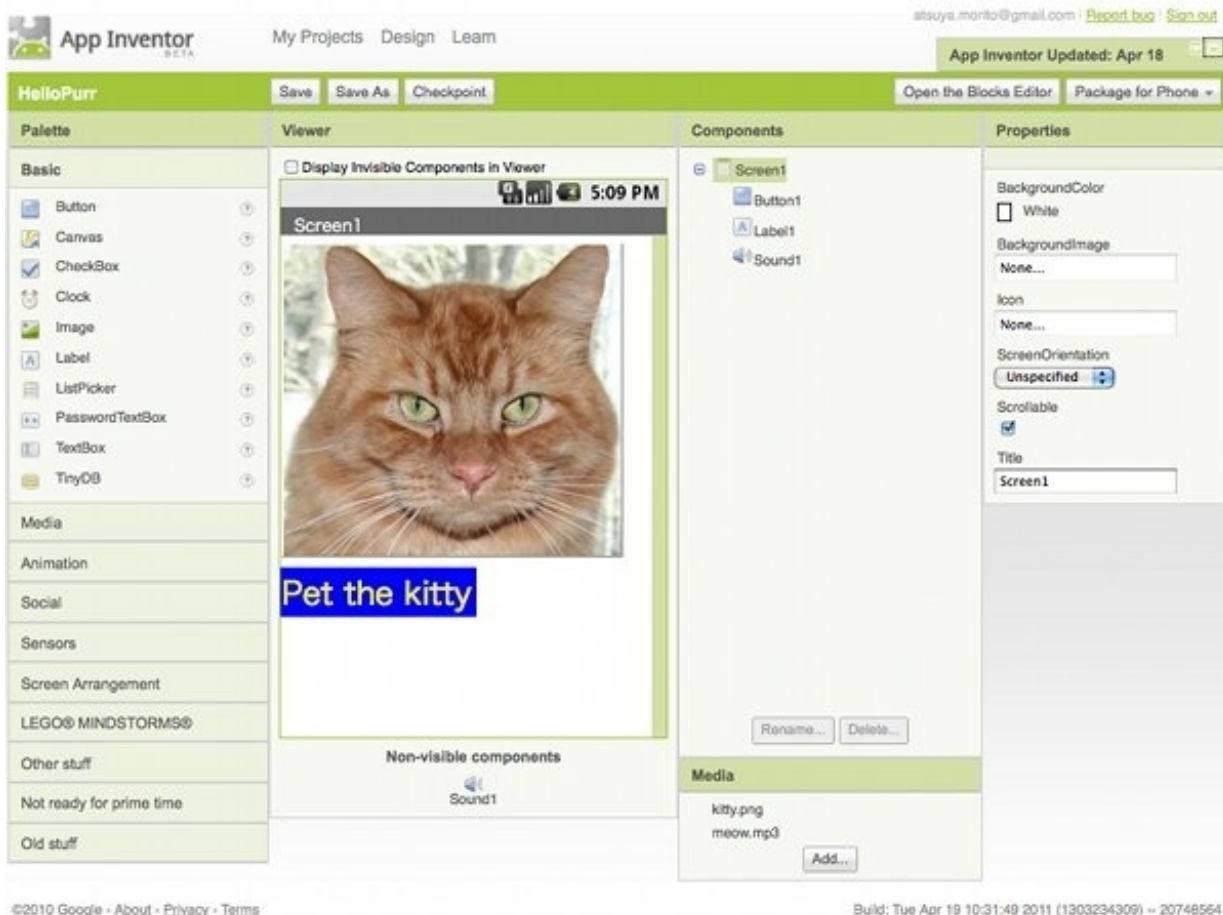 atsuya.morito@gmail.com | Report bug | Sign out
App Inventor
BETA
My Projects Design Learn
App Inventor Updated: Apr 18
HelloPurr
Save Save As Checkpoint
Open the Blocks Editor Package for Phone
Palette
Basic
Button
Canvas
CheckBox
Clock
Image
Label
ListPicker
PasswordTextBox
TextBox
TinyDB
Media
Animation
Social
Sensors
Screen Arrangement
LEGO® MINDSTORMS®
Other stuff
Not ready for prime time
Old stuff
Viewer
Display Invisible Components in Viewer
5:09 PM
Screen1
Pet the kitty
Non-visible components
Sound1
Components
Screen1
Button1
Label1
Sound1
Rename... Delete...
Media
kitty.png
meow.mp3
Add...
Properties
BackgroundColor
White
BackgroundImage
None...
Icon
None...
ScreenOrientation
Unspecified
Scrollable
Title
Screen1
©2010 Google - About - Privacy - Terms
Build: Tue Apr 19 10:31:49 2011 (1303234309) -- 20748564